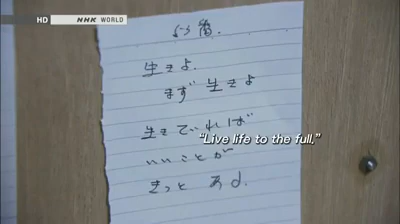 HD
NHK WORLD
生きよ.
まず 生きよ
生きていれば
“Live life to the full.”
いいことが
きっと ある.